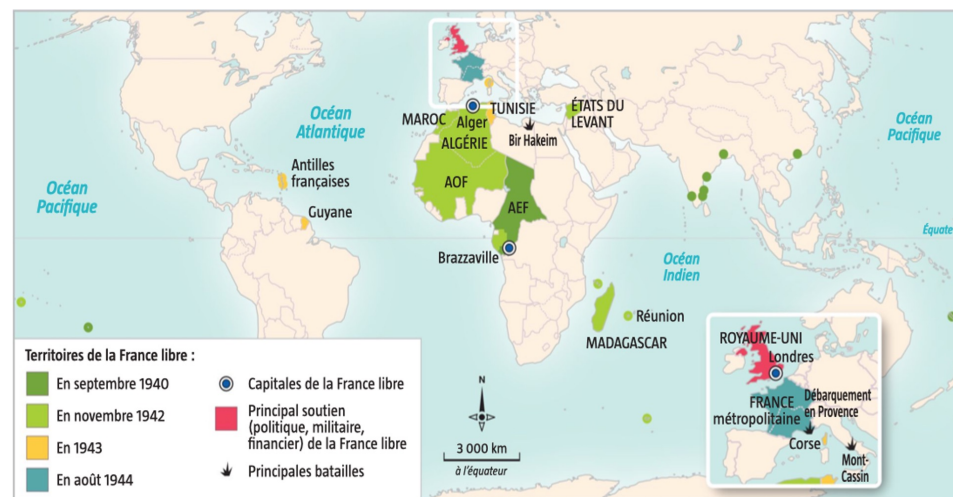 Océan
Atlantique
Océan
Pacifique
Antilles
françaises
Guyane
MAROC
Alger
TUNISIE
ALGÉRIE
Bir Hakeim
ÉTATS DU
LEVANT
AOF
AEF
Brazzaville
Océan
Pacifique
Équateur
Océan
Indien
Réunion
MADAGASCAR
Territoires de la France libre :
En septembre 1940
En novembre 1942
En 1943
En août 1944
Capitales de la France libre
Principal soutien
(politique, militaire,
financier) de la France libre
Principales batailles
N
3 000 km
à l'équateur
ROYAUME-UNI
Londres
FRANCE
métropolitaine
Débarquement
en Provence
Corse
Mont-
Cassin